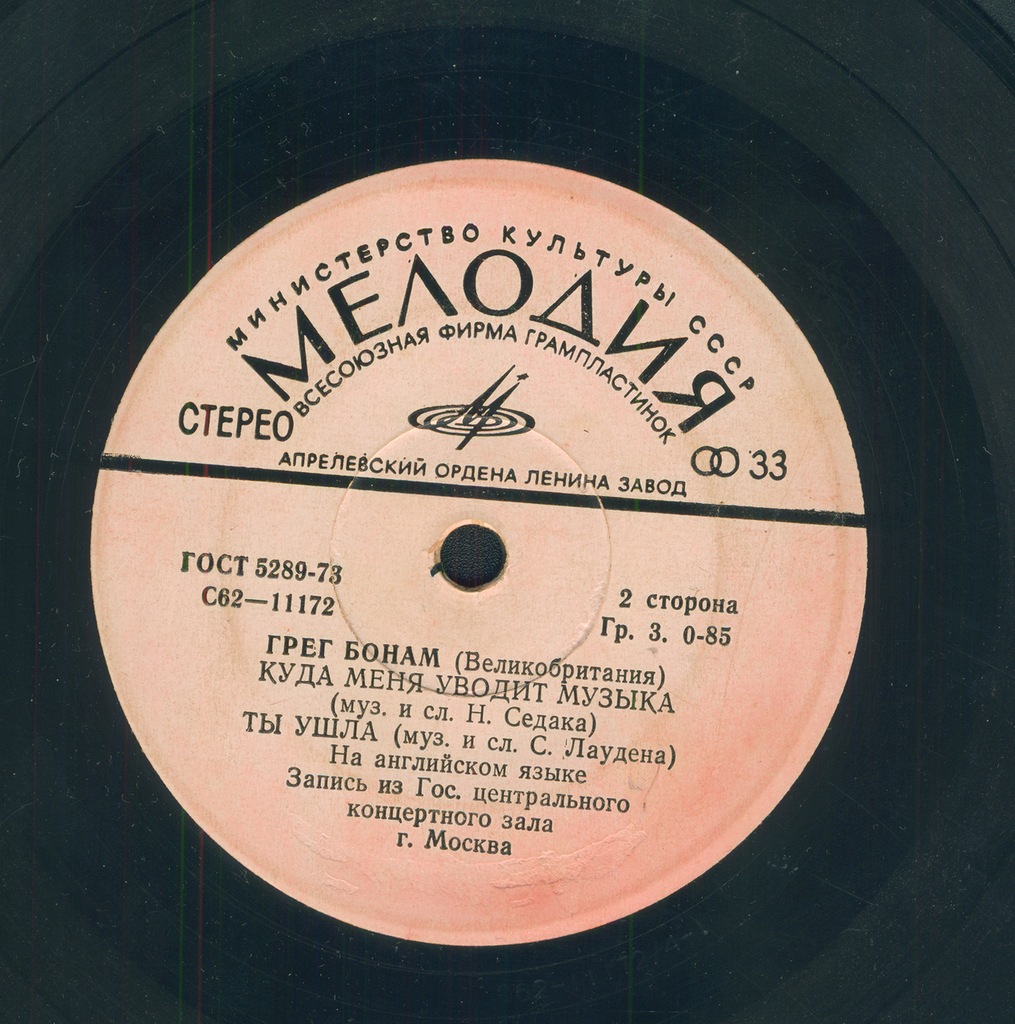 МИНИСТЕРСТВО КУЛЬТУРЫ СССР
МЕЛОДИЯ
ВСЕСОЮЗНАЯ ФИРМА ГРАМПЛАСТИНОК
СТЕРЕО
33
АПРЕЛЕВСКИЙ ОРДЕНА ЛЕНИНА ЗАВОД
ГОСТ 5289-73
С62—11172
2 сторона
Гр. 3. 0-85
ГРЕГ БОНАМ (Великобритания)
КУДА МЕНЯ УВОДИТ МУЗЫКА
(муз. и сл. Н. Седака)
ТЫ УШЛА (муз. и сл. С. Лаудена)
На английском языке
Запись из Гос. центрального
концертного зала
г. Москва